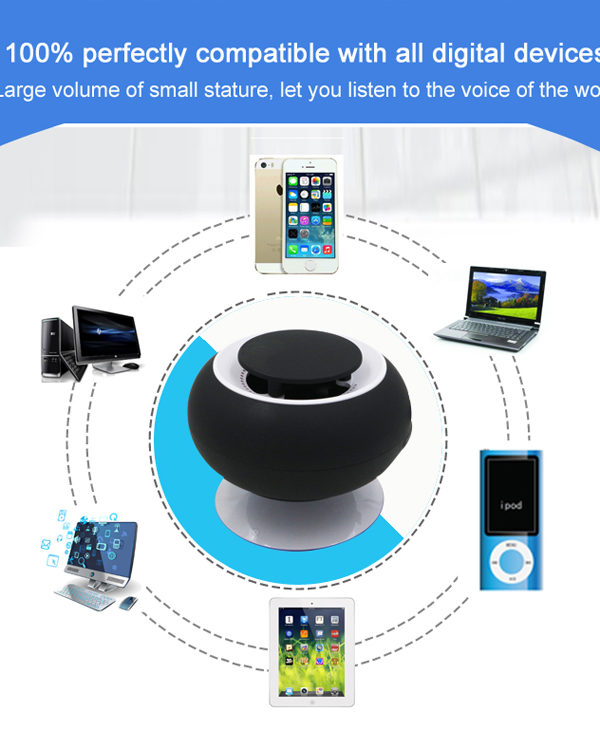 100% perfectly compatible with all digital devices
Large volume of small stature, let you listen to the voice of the wo
ipod
MENU